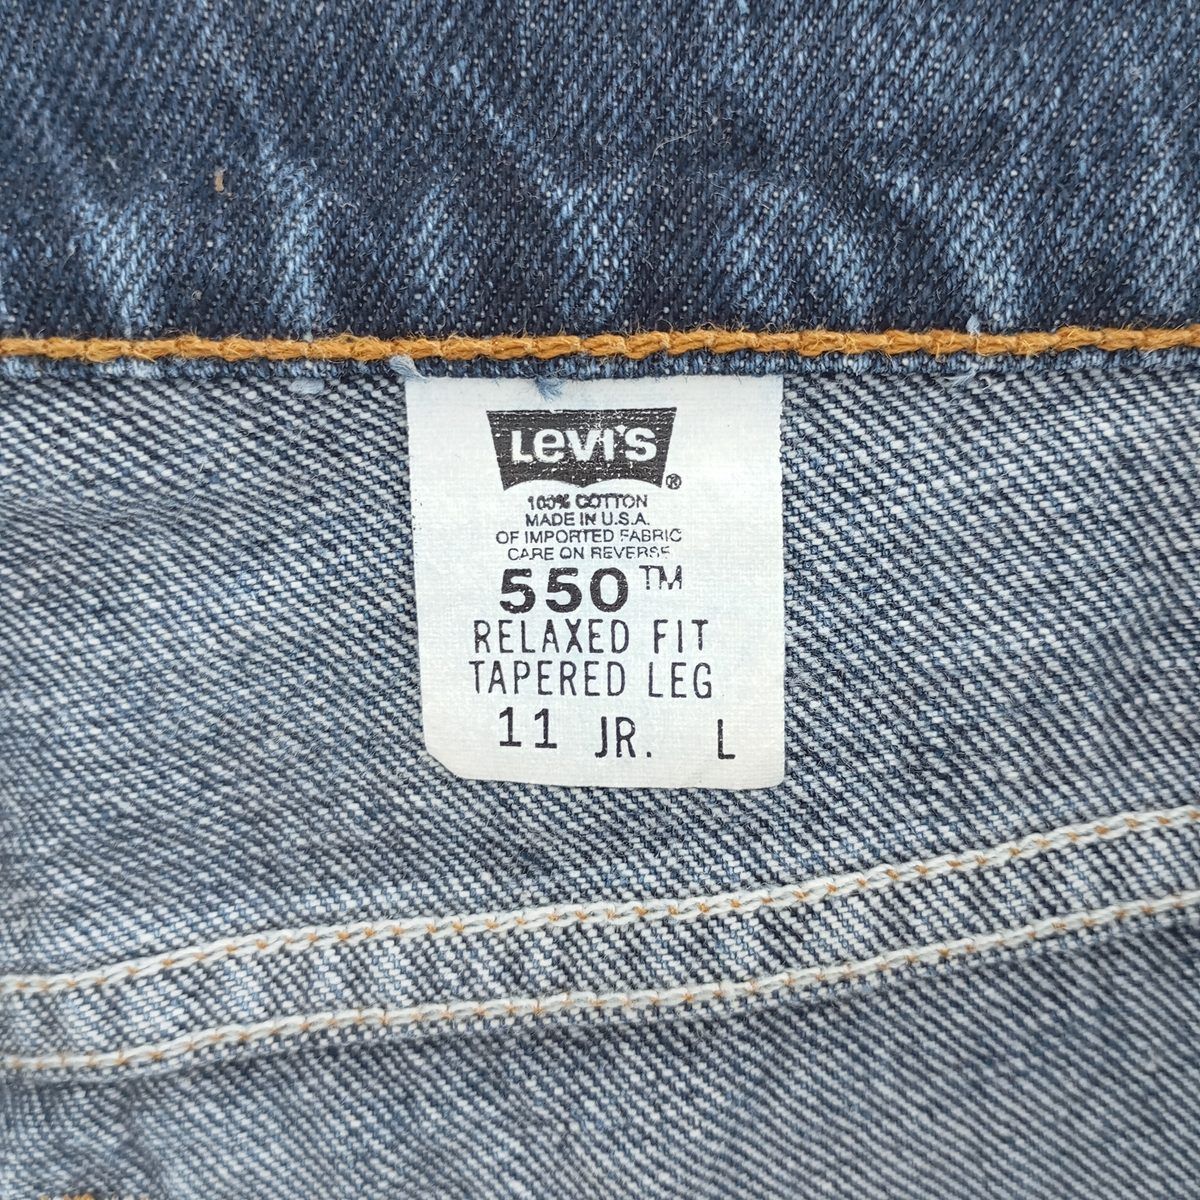 LEVI'S ®
100% COTTON
MADE IN U.S.A.
OF IMPORTED FABRIC
CARE ON REVERSE
550™
RELAXED FIT
TAPERED LEG
11 JR. L